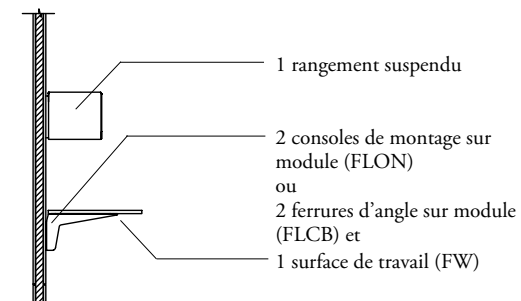 1 rangement suspendu
2 consoles de montage sur
module (FLON)
ou
2 ferrures d'angle sur module
(FLCB) et
1 surface de travail (FW)